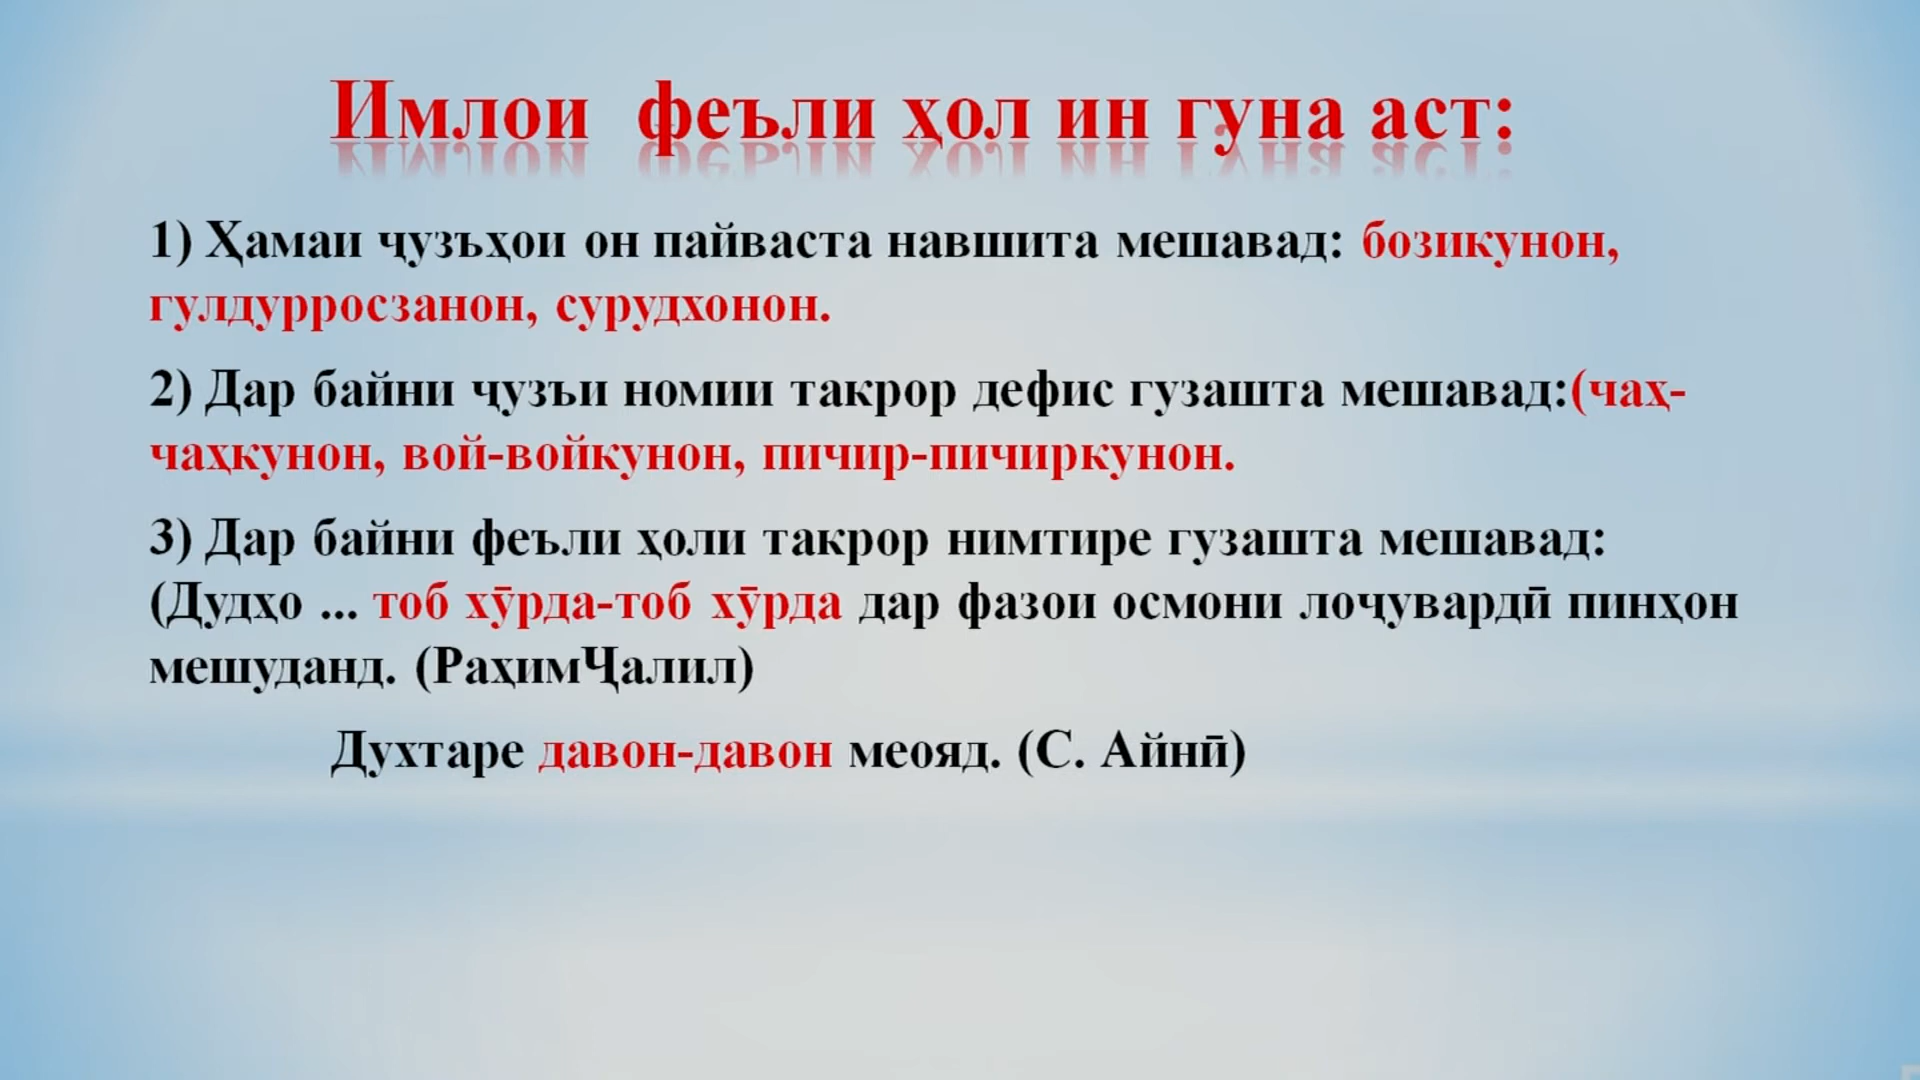 Имлои феъли ҳол ин гуна аст:
1) Ҳамаи ҷузъҳои он пайваста навшита мешавад: бозикунон,
гулдурросзанон, сурудхонон.
2) Дар байни ҷузъи номии такрор дефис гузашта мешавад:(чаҳ-
чаҳкунон, вой-войкунон, пичир-пичиркунон.
3) Дар байни феъли ҳоли такрор нимтире гузашта мешавад:
(Дудҳо ... тоб хӯрда-тоб хӯрда дар фазои осмони лоҷувардӣ пинҳон
мешуданд. (РаҳимҶалил)
Духтаре давон-давон меояд. (С. Айнӣ)